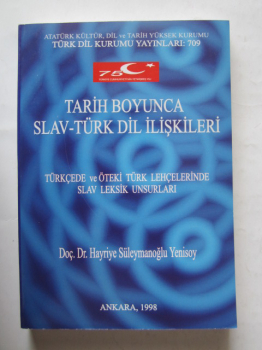 ATATÜRK KÜLTÜR, DİL ve TARİH YÜKSEK KURUMU
TÜRK DİL KURUMU YAYINLARI: 709
75
TARİH BOYUNCA
SLAV-TÜRK DİL İLİŞKİLERİ
TÜRKÇEDE ve ÖTEKİ TÜRK LEHÇELERİNDE
SLAV LEKSİK UNSURLARI
Doç. Dr. Hayriye Süleymanoğlu Yenisoy
ANKARA, 1998